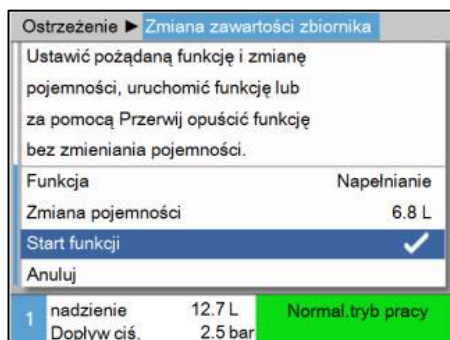 Ostrzeżenie ► Zmiana zawartości zbiornika
Ustawić pożądaną funkcję i zmianę
pojemności, uruchomić funkcję lub
za pomocą Przerwij opuścić funkcję
bez zmieniania pojemności.
Funkcja Napełnianie
Zmiana pojemności 6.8 L
Start funkcji ✓
Anuluj
1 nadzienie 12.7 L Normal.tryb pracy
Dopływ ciś. 2.5 bar